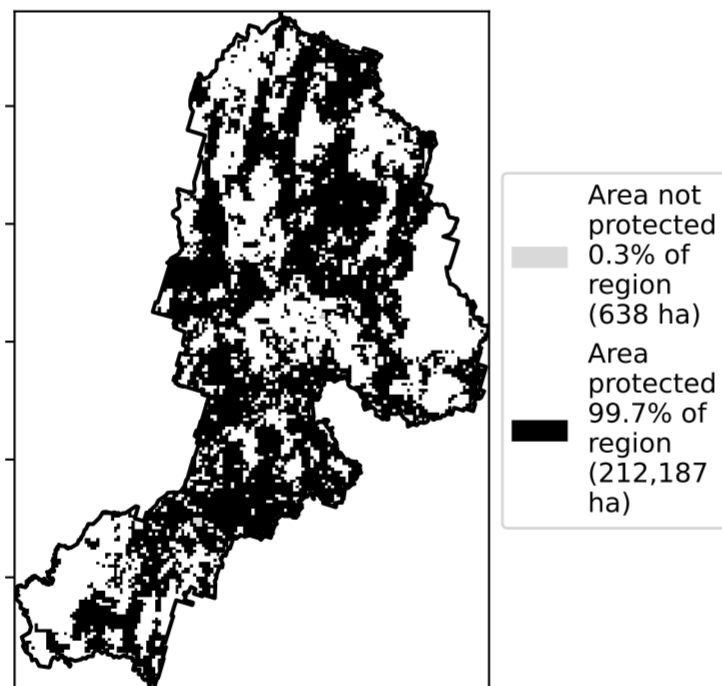 Area not
protected
0.3% of
region
(638 ha)
Area
protected
99.7% of
region
(212,187
ha)